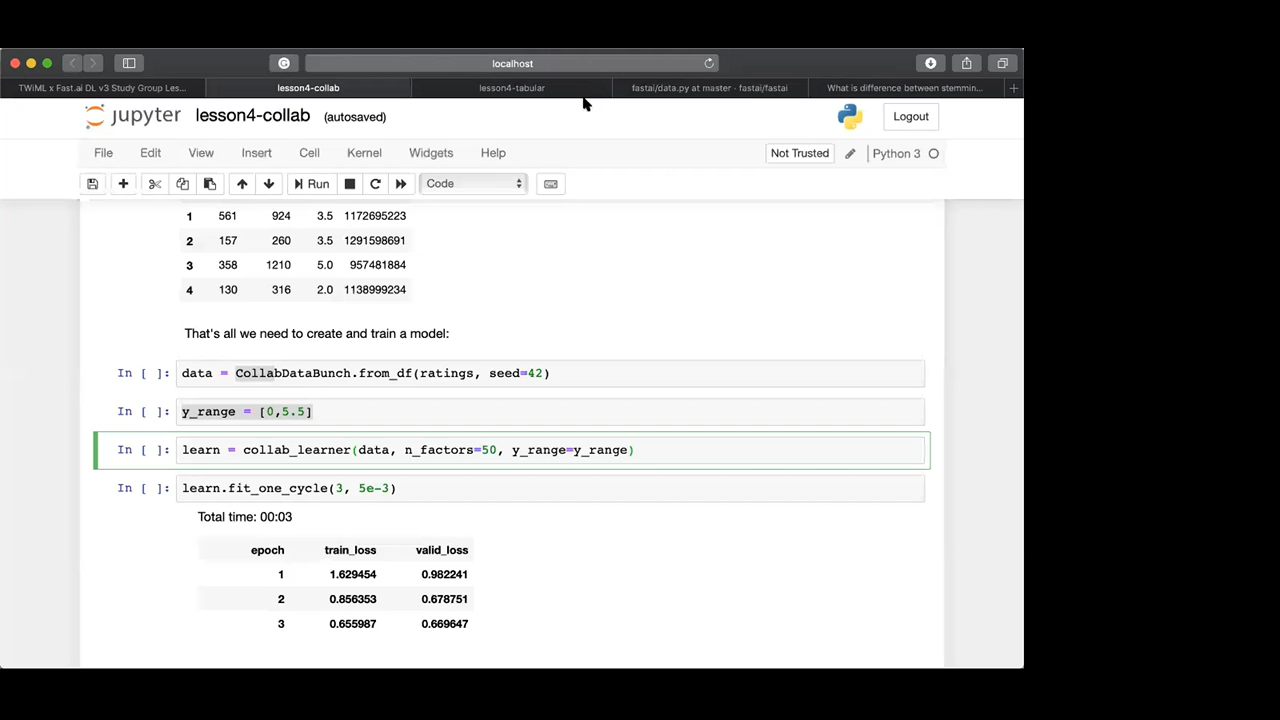 localhost
TWiML x Fast.ai DL v3 Study Group Les... lesson4-collab lesson4-tabular fastai/data.py at master · fastai/fastai What is difference between stemmin...
jupyter lesson4-collab (autosaved) Logout
File Edit View Insert Cell Kernel Widgets Help Not Trusted Python 3
Run Code
1 561 924 3.5 1172695223
2 157 260 3.5 1291598691
3 358 1210 5.0 957481884
4 130 316 2.0 1138999234
That's all we need to create and train a model:
In [ ]: data = CollabDataBunch.from_df(ratings, seed=42)
In [ ]: y_range = [0,5.5]
In [ ]: learn = collab_learner(data, n_factors=50, y_range=y_range)
In [ ]: learn.fit_one_cycle(3, 5e-3)
Total time: 00:03
epoch train_loss valid_loss
1 1.629454 0.982241
2 0.856353 0.678751
3 0.655987 0.669647